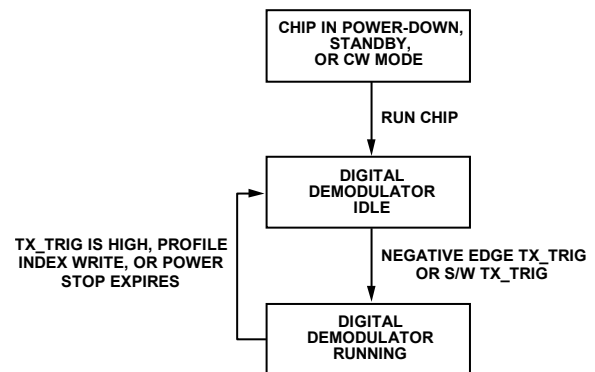 CHIP IN POWER-DOWN,
STANDBY,
OR CW MODE
RUN CHIP
DIGITAL
DEMODULATOR
IDLE
TX_TRIG IS HIGH, PROFILE
INDEX WRITE, OR POWER
STOP EXPIRES
NEGATIVE EDGE TX_TRIG
OR S/W TX_TRIG
DIGITAL
DEMODULATOR
RUNNING